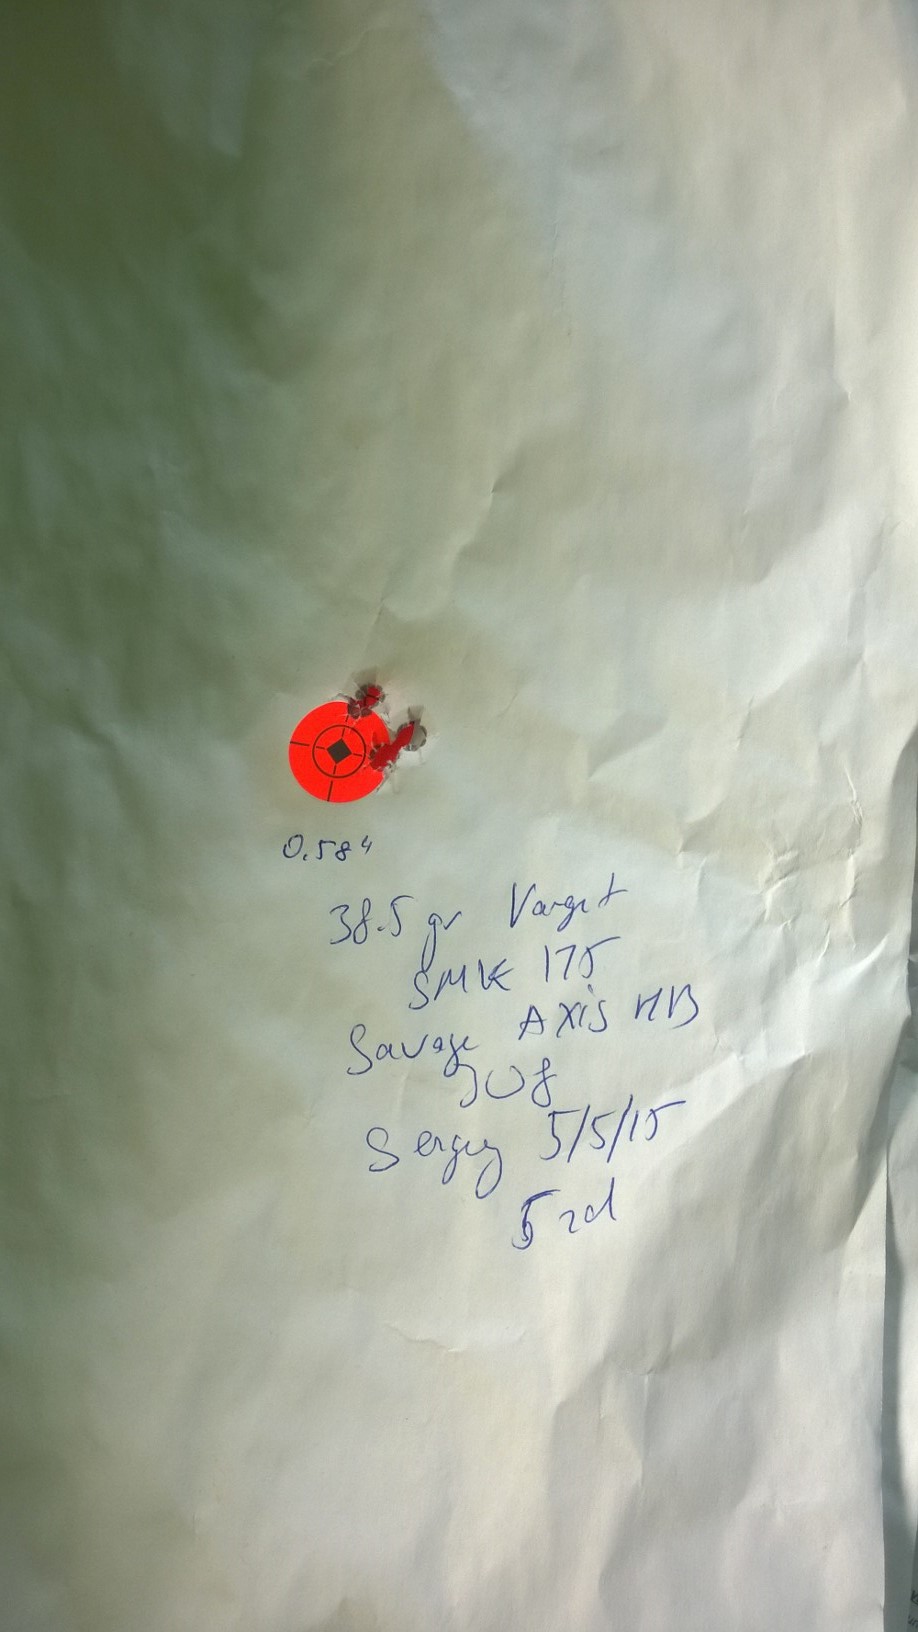 0.584
38.5 gr Varget
SMK 175
Savage AXIS HB
308
Sergey 5/5/15
5 rd